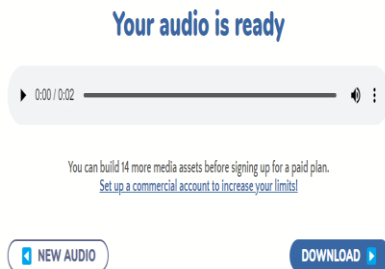 Your audio is ready
0:00 / 0:02
You can build 14 more media assets before signing up for a paid plan.
Set up a commercial account to increase your limits!
NEW AUDIO
DOWNLOAD